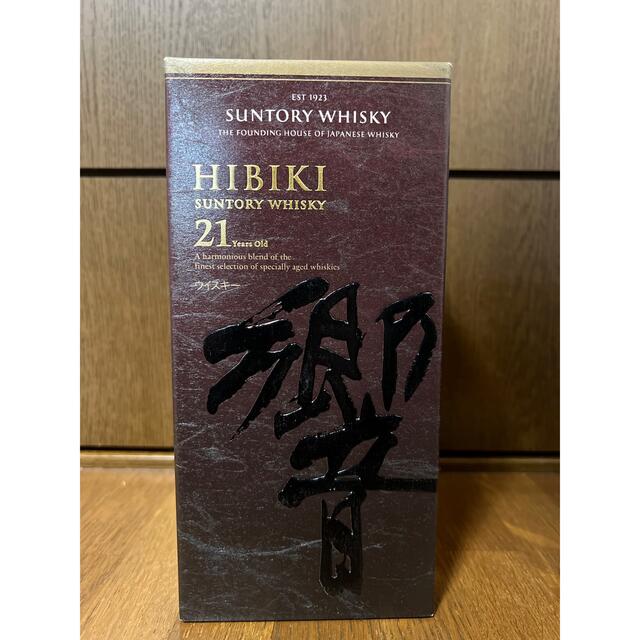 EST 1923
SUNTORY WHISKY
THE FOUNDING HOUSE OF JAPANESE WHISKY
HIBIKI
SUNTORY WHISKY
21 Years Old
A harmonious blend of the
finest selection of specially aged whiskies
ウイスキー
響